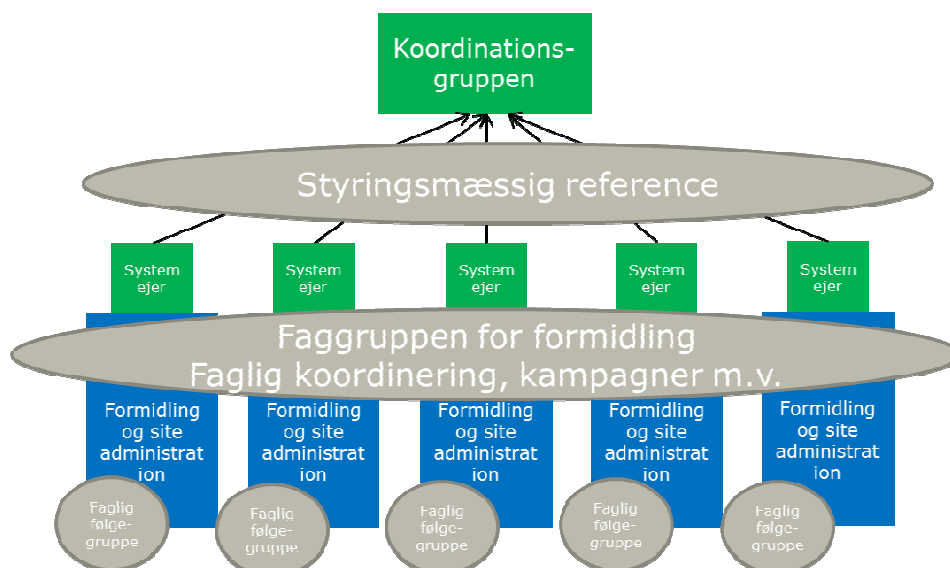 Koordinations-
gruppen
Styringsmæssig reference
System
ejer
System
ejer
System
ejer
System
ejer
System
ejer
Faggruppen for formidling
Faglig koordinering, kampagner m.v.
Formidling
og site
administrat
ion
Formidling
og site
administrat
ion
Formidling
og site
administrat
ion
Formidling
og site
administrat
ion
Formidling
og site
administrat
ion
Faglig
følge-
gruppe
Faglig
følge-
gruppe
Faglig
følge-
gruppe
Faglig
følge-
gruppe
Faglig
følge-
gruppe